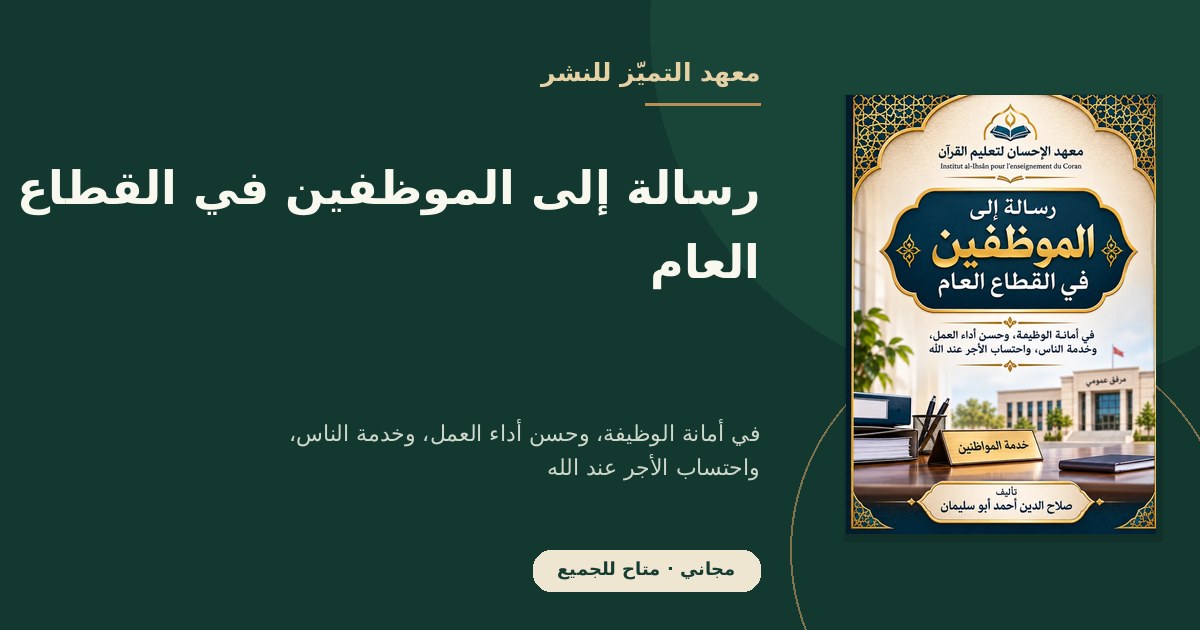 معهد التميّز للنشر
رسالة إلى الموظفين في القطاع
العام
في أمانة الوظيفة، وحسن أداء العمل، وخدمة الناس،
واحتساب الأجر عند الله
مجاني · متاح للجميع
معهد الإحسان لتعليم القرآن
Institut al-Ihsân pour l'enseignement du Coran
رسالة إلى
الموظفين
في القطاع العام
في أمانة الوظيفة، وحسن أداء العمل،
وخدمة الناس، واحتساب الأجر عند الله
مرفق عمومي
خدمة المواطنين
تأليف
صلاح الدين أحمد أبو سليمان